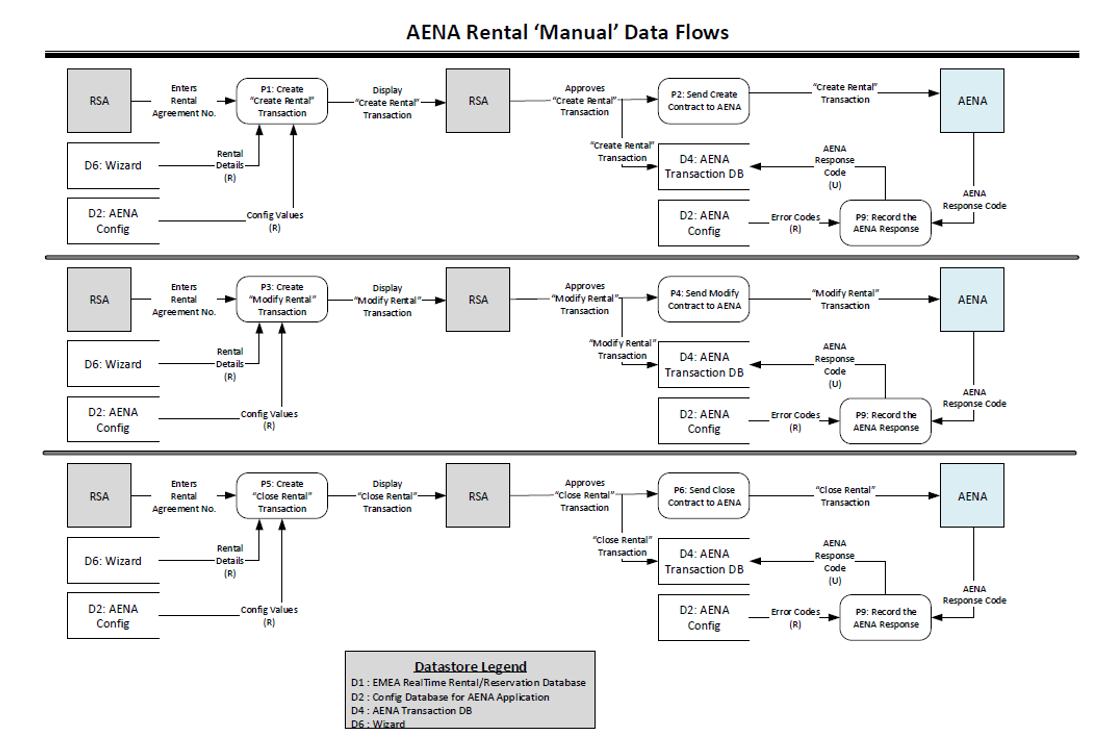 AENA Rental ‘Manual’ Data Flows
RSA
Enters
Rental
Agreement No.
P1: Create
“Create Rental”
Transaction
Display
“Create Rental”
Transaction
RSA
Approves
“Create Rental”
Transaction
P2: Send Create
Contract to AENA
“Create Rental”
Transaction
AENA
D6: Wizard
Rental
Details
(R)
“Create Rental”
Transaction
D4: AENA
Transaction DB
AENA
Response
Code
(U)
AENA
Response Code
D2: AENA
Config
Config Values
(R)
D2: AENA
Config
Error Codes
(R)
P9: Record the
AENA Response
RSA
Enters
Rental
Agreement No.
P3: Create
“Modify Rental”
Transaction
Display
“Modify Rental”
Transaction
RSA
Approves
“Modify Rental”
Transaction
P4: Send Modify
Contract to AENA
“Modify Rental”
Transaction
AENA
D6: Wizard
Rental
Details
(R)
“Modify Rental”
Transaction
D4: AENA
Transaction DB
AENA
Response
Code
(U)
AENA
Response Code
D2: AENA
Config
Config Values
(R)
D2: AENA
Config
Error Codes
(R)
P9: Record the
AENA Response
RSA
Enters
Rental
Agreement No.
P5: Create
“Close Rental”
Transaction
Display
“Close Rental”
Transaction
RSA
Approves
“Close Rental”
Transaction
P6: Send Close
Contract to AENA
“Close Rental”
Transaction
AENA
D6: Wizard
Rental
Details
(R)
“Close Rental”
Transaction
D4: AENA
Transaction DB
AENA
Response
Code
(U)
AENA
Response Code
D2: AENA
Config
Config Values
(R)
D2: AENA
Config
Error Codes
(R)
P9: Record the
AENA Response
Datastore Legend
D1 : EMEA RealTime Rental/Reservation Database
D2 : Config Database for AENA Application
D4 : AENA Transaction DB
D6 : Wizard